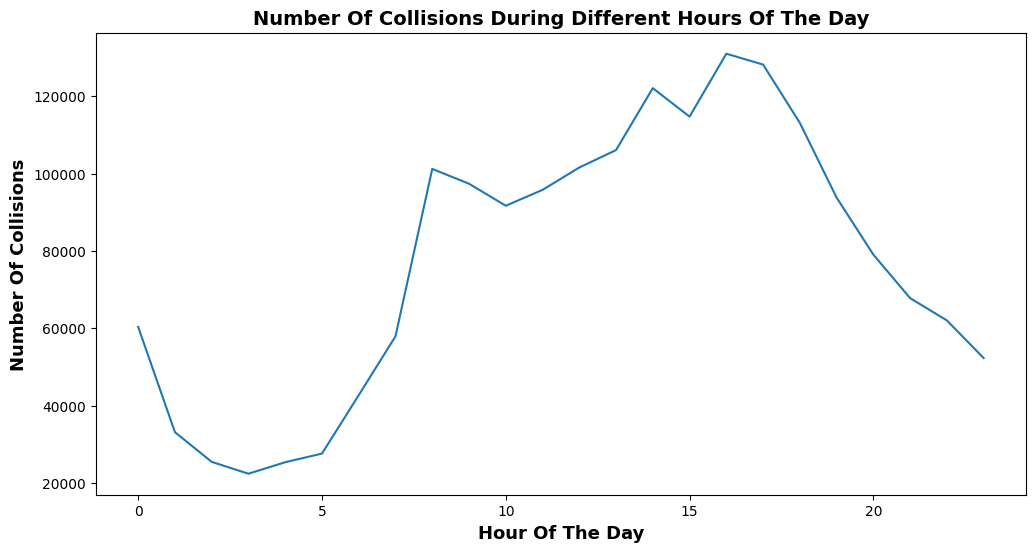 Number Of Collisions During Different Hours Of The Day
Number Of Collisions
120000
100000
80000
60000
40000
20000
0 5 10 15 20
Hour Of The Day